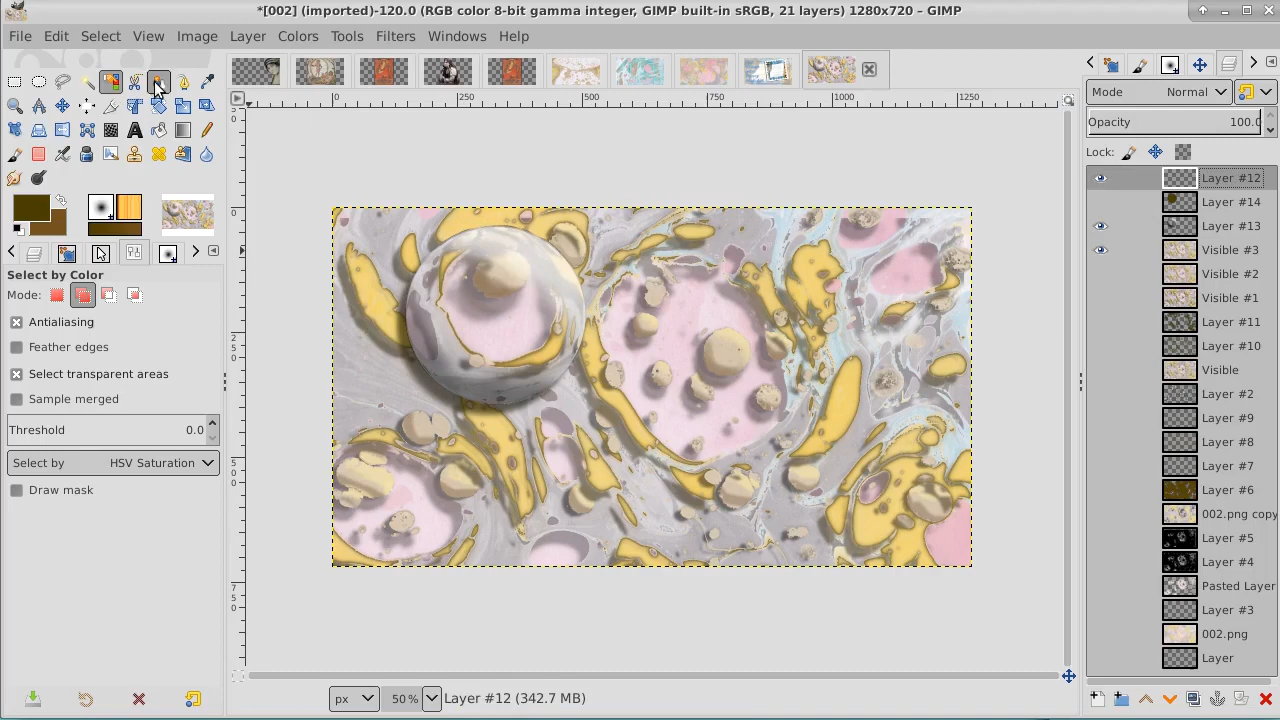 *[002] (imported)-120.0 (RGB color 8-bit gamma integer, GIMP built-in sRGB, 21 layers) 1280x720 – GIMP
File Edit Select View Image Layer Colors Tools Filters Windows Help
Mode Normal
Opacity 100.0
Lock:
0 250 500 750 1000 1250
0
250
500
750
Select by Color
Mode:
Antialiasing
Feather edges
Select transparent areas
Sample merged
Threshold 0.0
Select by HSV Saturation
Draw mask
Layer #12
Layer #14
Layer #13
Visible #3
Visible #2
Visible #1
Layer #11
Layer #10
Visible
Layer #2
Layer #9
Layer #8
Layer #7
Layer #6
002.png copy
Layer #5
Layer #4
Pasted Layer
Layer #3
002.png
Layer
px 50% Layer #12 (342.7 MB)